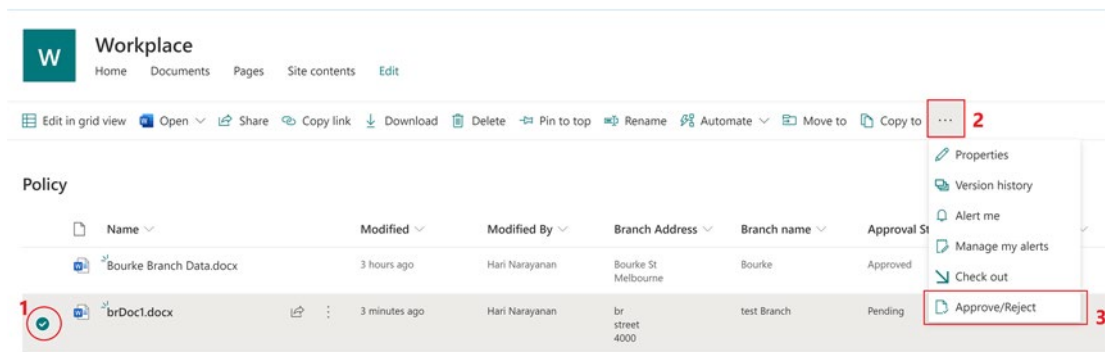 W
Workplace
Home Documents Pages Site contents Edit
Edit in grid view Open Share Copy link Download Delete Pin to top Rename Automate Move to Copy to ... 2
Properties
Policy
Version history
Alert me
Name Modified Modified By Branch Address Branch name Approval St
Manage my alerts
Bourke Branch Data.docx 3 hours ago Hari Narayanan Bourke St Bourke Approved
Melbourne
Check out
1 brDoc1.docx 3 minutes ago Hari Narayanan br test Branch Pending
street
4000
Approve/Reject 3